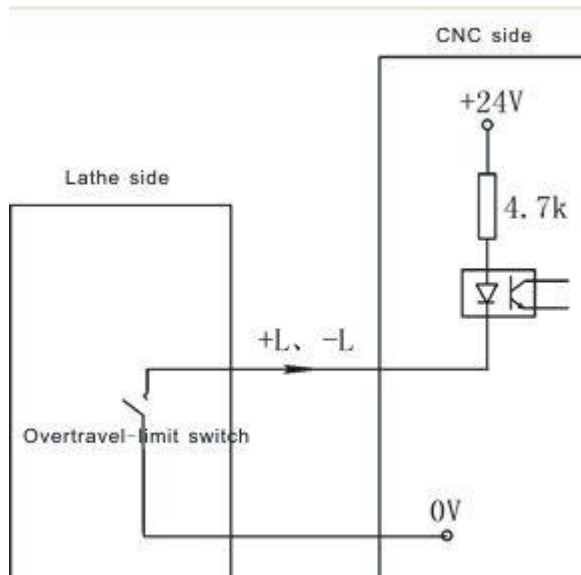 CNC side
+24V
Lathe side
4.7k
+L、-L
Overtravel-limit switch
0V